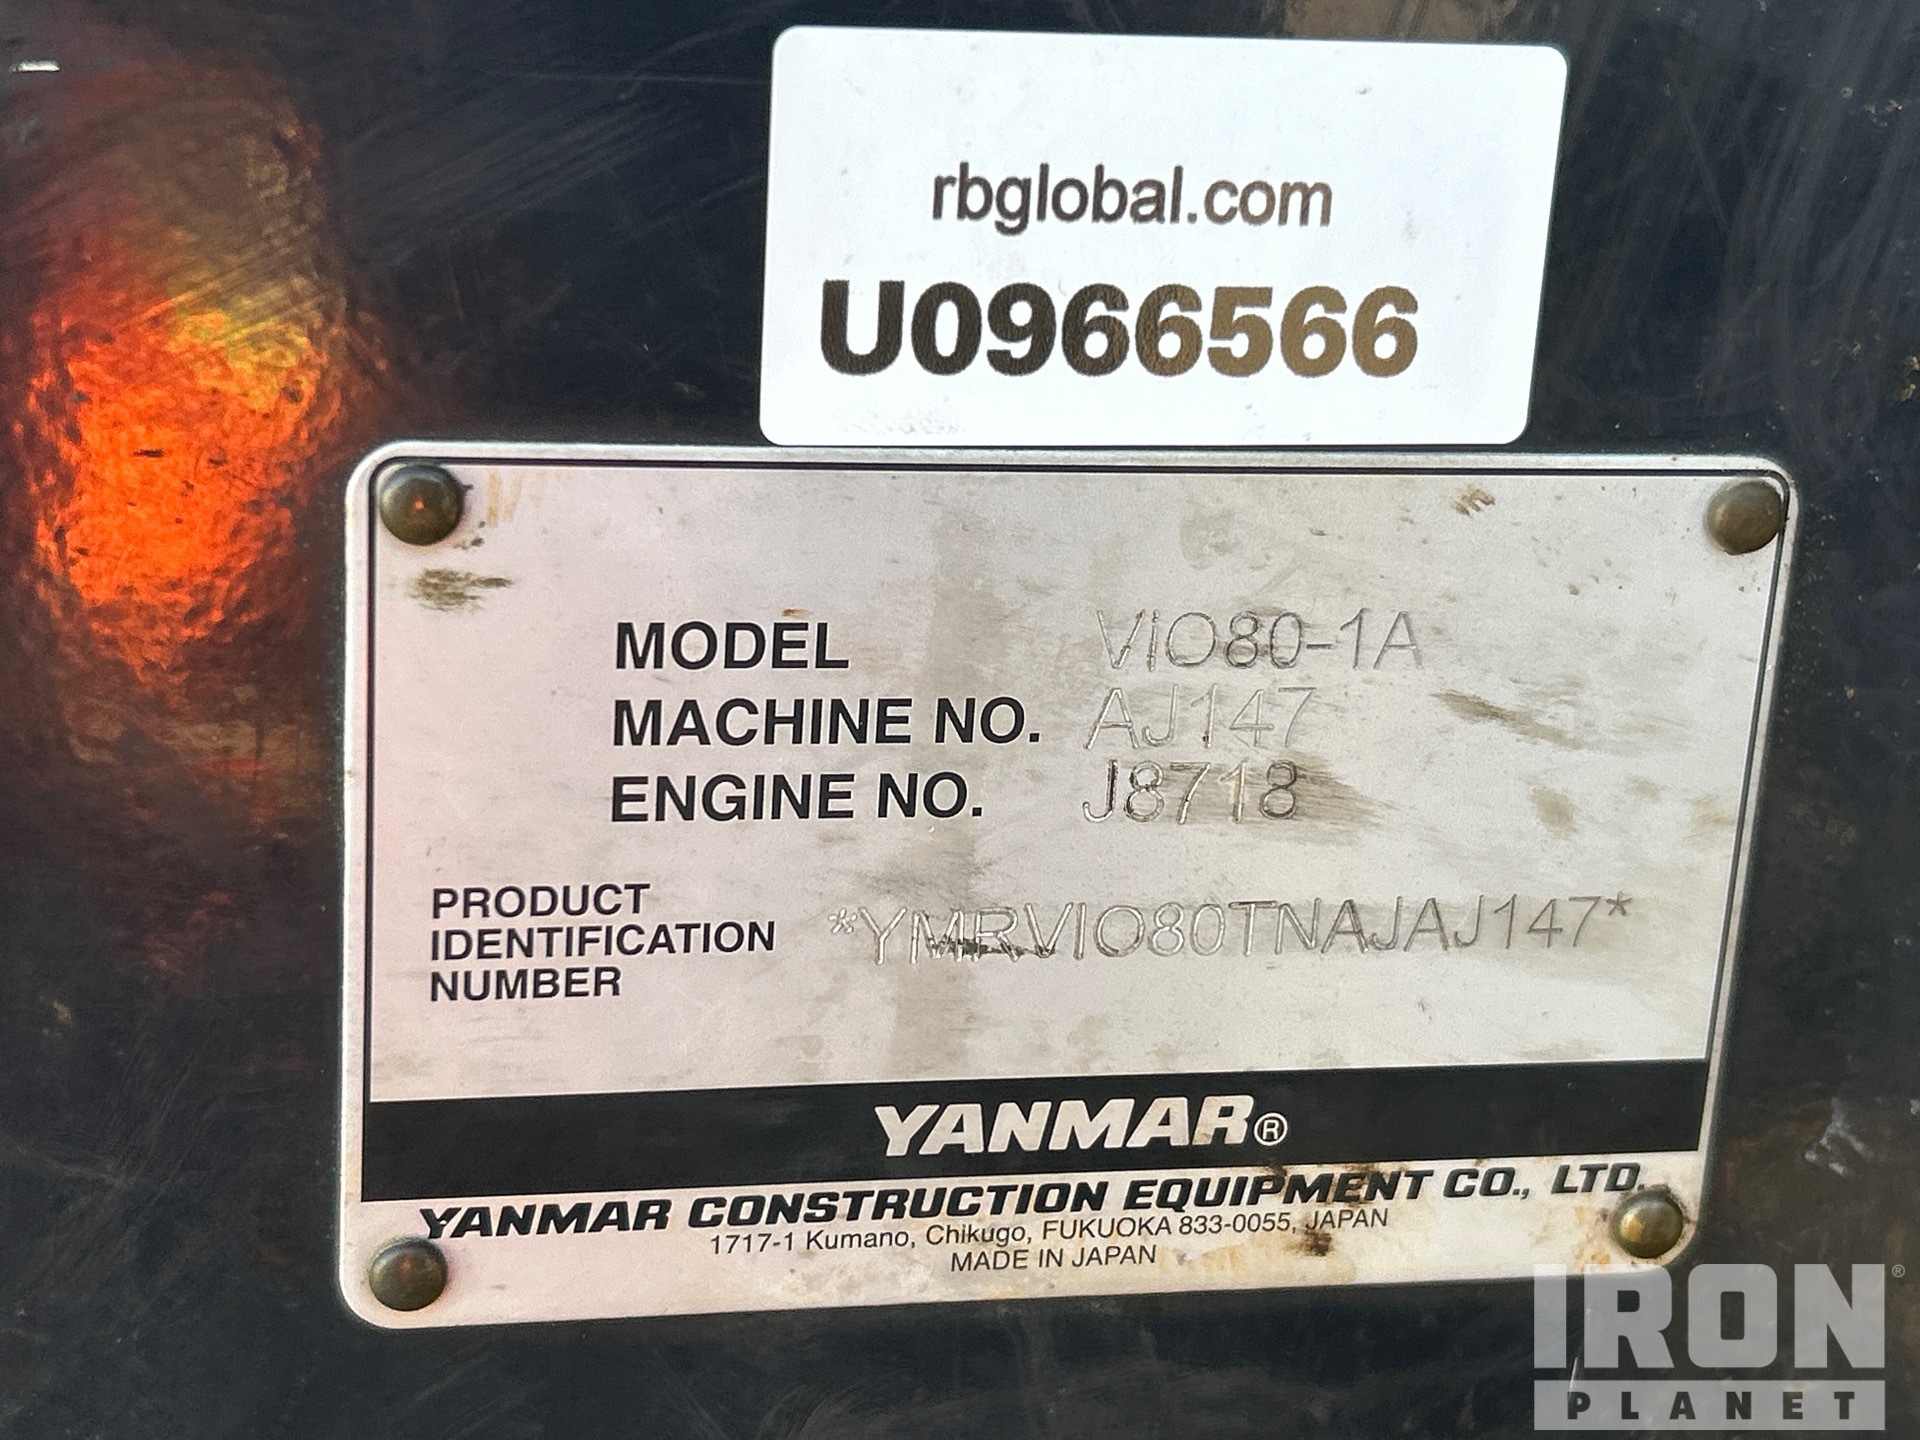 rbglobal.com
U0966566
MODEL ViO80-1A
MACHINE NO. AJ147
ENGINE NO. J8718
PRODUCT
IDENTIFICATION
NUMBER
*YMRVIO80TNAJAJ147*
YANMAR®
YANMAR CONSTRUCTION EQUIPMENT CO., LTD.
1717-1 Kumano, Chikugo, FUKUOKA 833-0055, JAPAN
MADE IN JAPAN
IRON®
PLANET